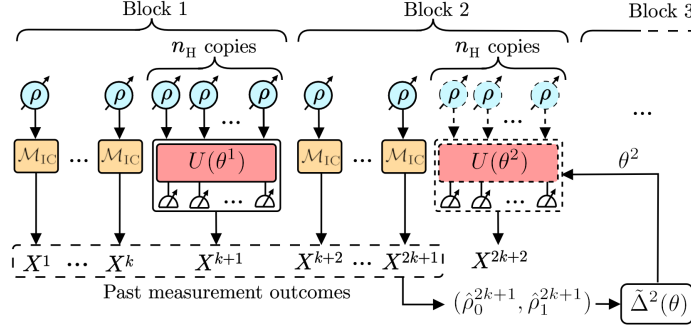 Block 1 Block 2 Block 3
n_H copies n_H copies
ρ ρ ρ ρ ρ ρ ρ ρ ρ ρ
... ... ...
M_IC ... M_IC U(θ^1) M_IC ... M_IC U(θ^2) θ^2
... ...
X^1 ... X^k X^{k+1} X^{k+2} ... X^{2k+1} X^{2k+2}
Past measurement outcomes
(ρ̂_0^{2k+1}, ρ̂_1^{2k+1}) Δ̃^2(θ)